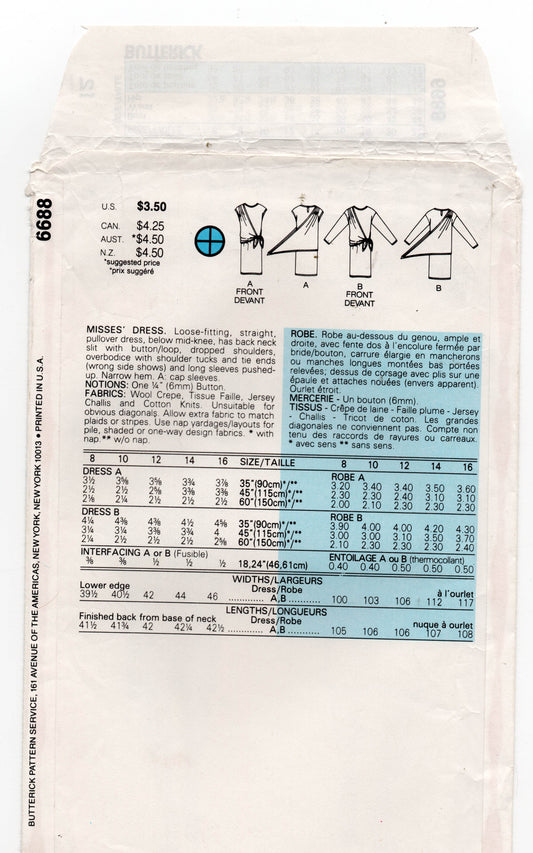 BUTTERICK
12
6689
6688
BUTTERICK PATTERN SERVICE, 161 AVENUE OF THE AMERICAS, NEW YORK, NEW YORK 10013 • PRINTED IN U.S.A.
U.S. $3.50
CAN. $4.25
AUST. *$4.50
N.Z. $4.50
*suggested price
*prix suggéré
A
FRONT
DEVANT
A
B
FRONT
DEVANT
B
MISSES' DRESS. Loose-fitting, straight,
pullover dress, below mid-knee, has back neck
slit with button/loop, dropped shoulders,
overbodice with shoulder tucks and tie ends
(wrong side shows) and long sleeves pushed-
up. Narrow hem. A: cap sleeves.
NOTIONS: One ¼" (6mm) Button.
FABRICS: Wool Crepe, Tissue Faille, Jersey
Challis and Cotton Knits. Unsuitable for
obvious diagonals. Allow extra fabric to match
plaids or stripes. Use nap yardages/layouts for
pile, shaded or one-way design fabrics. * with
nap. ** w/o nap.
ROBE. Robe au-dessous du genou, ample et
droite, avec fente dos à l'encolure fermée par
bride/bouton, carrure élargie en mancherons
ou manches longues montées bas portées
relevées; dessus de corsage avec plis sur une
épaule et attaches nouées (envers apparent).
Ourlet étroit.
MERCERIE - Un bouton (6mm).
TISSUS - Crêpe de laine - Faille plume - Jersey
- Challis - Tricot de coton. Les grandes
diagonales ne conviennent pas. Compte non
tenu des raccords de rayures ou carreaux.
* avec sens ** sans sens.
8 10 12 14 16 SIZE/TAILLE 8 10 12 14 16
DRESS A ROBE A
3½ 3⅝ 3⅝ 3¾ 3⅞ 35"(90cm)*/** 3.20 3.40 3.40 3.50 3.60
2½ 2½ 2⅝ 3⅜ 3⅜ 45"(115cm)*/** 2.30 2.30 2.40 3.10 3.10
2⅛ 2¼ 2½ 2½ 2½ 60"(150cm)*/** 2.00 2.10 2.30 2.30 2.30
DRESS B ROBE B
4¼ 4⅜ 4⅜ 4½ 4⅝ 35"(90cm)*/** 3.90 4.00 4.00 4.20 4.30
3¼ 3¼ 3⅜ 3¾ 4 45"(115cm)*/** 3.00 3.00 3.10 3.50 3.70
2¼ 2½ 2½ 2½ 2⅝ 60"(150cm)*/** 2.10 2.30 2.30 2.30 2.40
INTERFACING A or B (Fusible) ENTOILAGE A ou B (thermocollant)
⅜ ⅜ ½ ½ ½ 18,24"(46,61cm) 0.40 0.40 0.50 0.50 0.50
WIDTHS/LARGEURS
Lower edge Dress/Robe à l'ourlet
39½ 40½ 42 44 46 ............ A,B ........... 100 103 106 112 117
LENGTHS/LONGUEURS
Finished back from base of neck Dress/Robe nuque à ourlet
41½ 41¾ 42 42¼ 42½ ............ A,B ........... 105 106 106 107 108